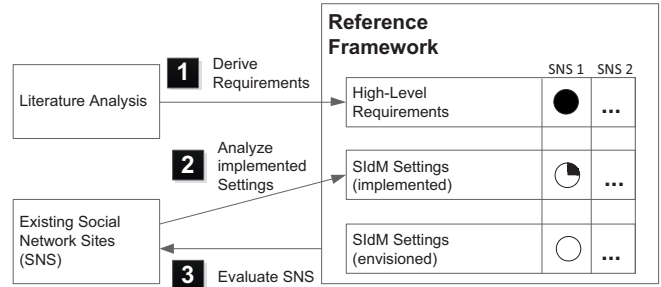 Reference
Framework
SNS 1 SNS 2
1
Derive
Requirements
Literature Analysis
High-Level
Requirements
...
2
Analyze
implemented
Settings
SIdM Settings
(implemented)
...
Existing Social
Network Sites
(SNS)
SIdM Settings
(envisioned)
...
3
Evaluate SNS